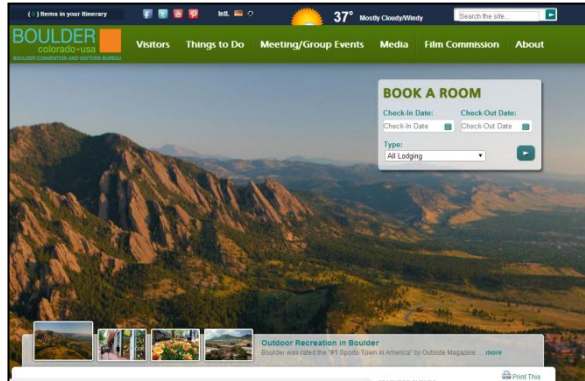 ( 0 ) Items in your Itinerary
Intl.
37° Mostly Cloudy/Windy
Search the site...
BOULDER
colorado•usa
BOULDER CONVENTION AND VISITORS BUREAU
Visitors Things to Do Meeting/Group Events Media Film Commission About
BOOK A ROOM
Check-In Date: Check-Out Date:
Check-In Date Check-Out Date
Type:
All Lodging
Outdoor Recreation in Boulder
Boulder was rated the "#1 Sports Town in America" by Outside Magazine.... more
Print This